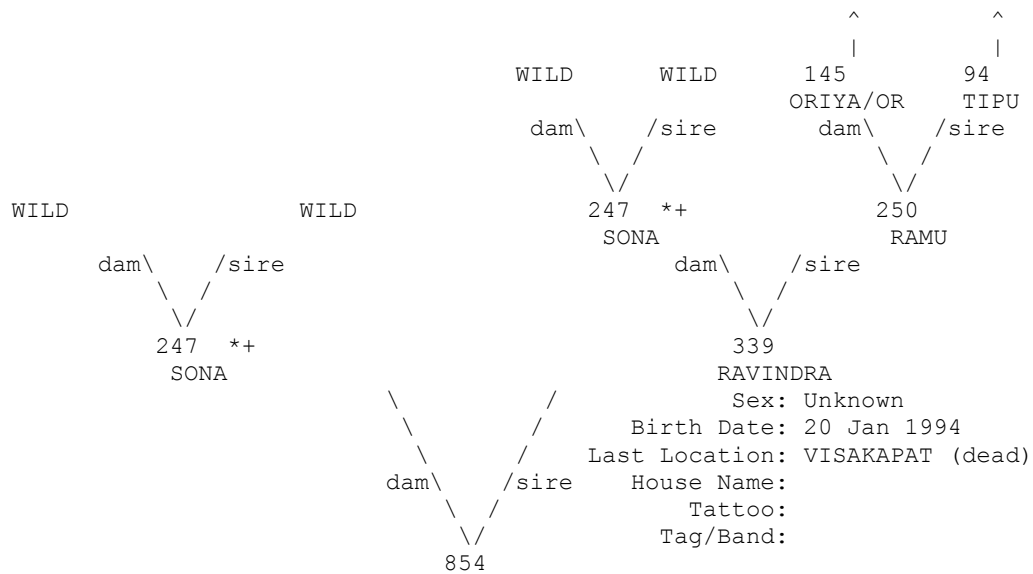 ^ ^
| |
WILD WILD 145 94
ORIYA/OR TIPU
dam\ /sire dam\ /sire
\ / \ /
\/ \/
WILD WILD 247 *+ 250
SONA RAMU
dam\ /sire dam\ /sire
\ / \ /
\/ \/
247 *+ 339
SONA RAVINDRA
\ / Sex: Unknown
\ / Birth Date: 20 Jan 1994
\ / Last Location: VISAKAPAT (dead)
dam\ /sire House Name:
\ / Tattoo:
\/ Tag/Band:
854